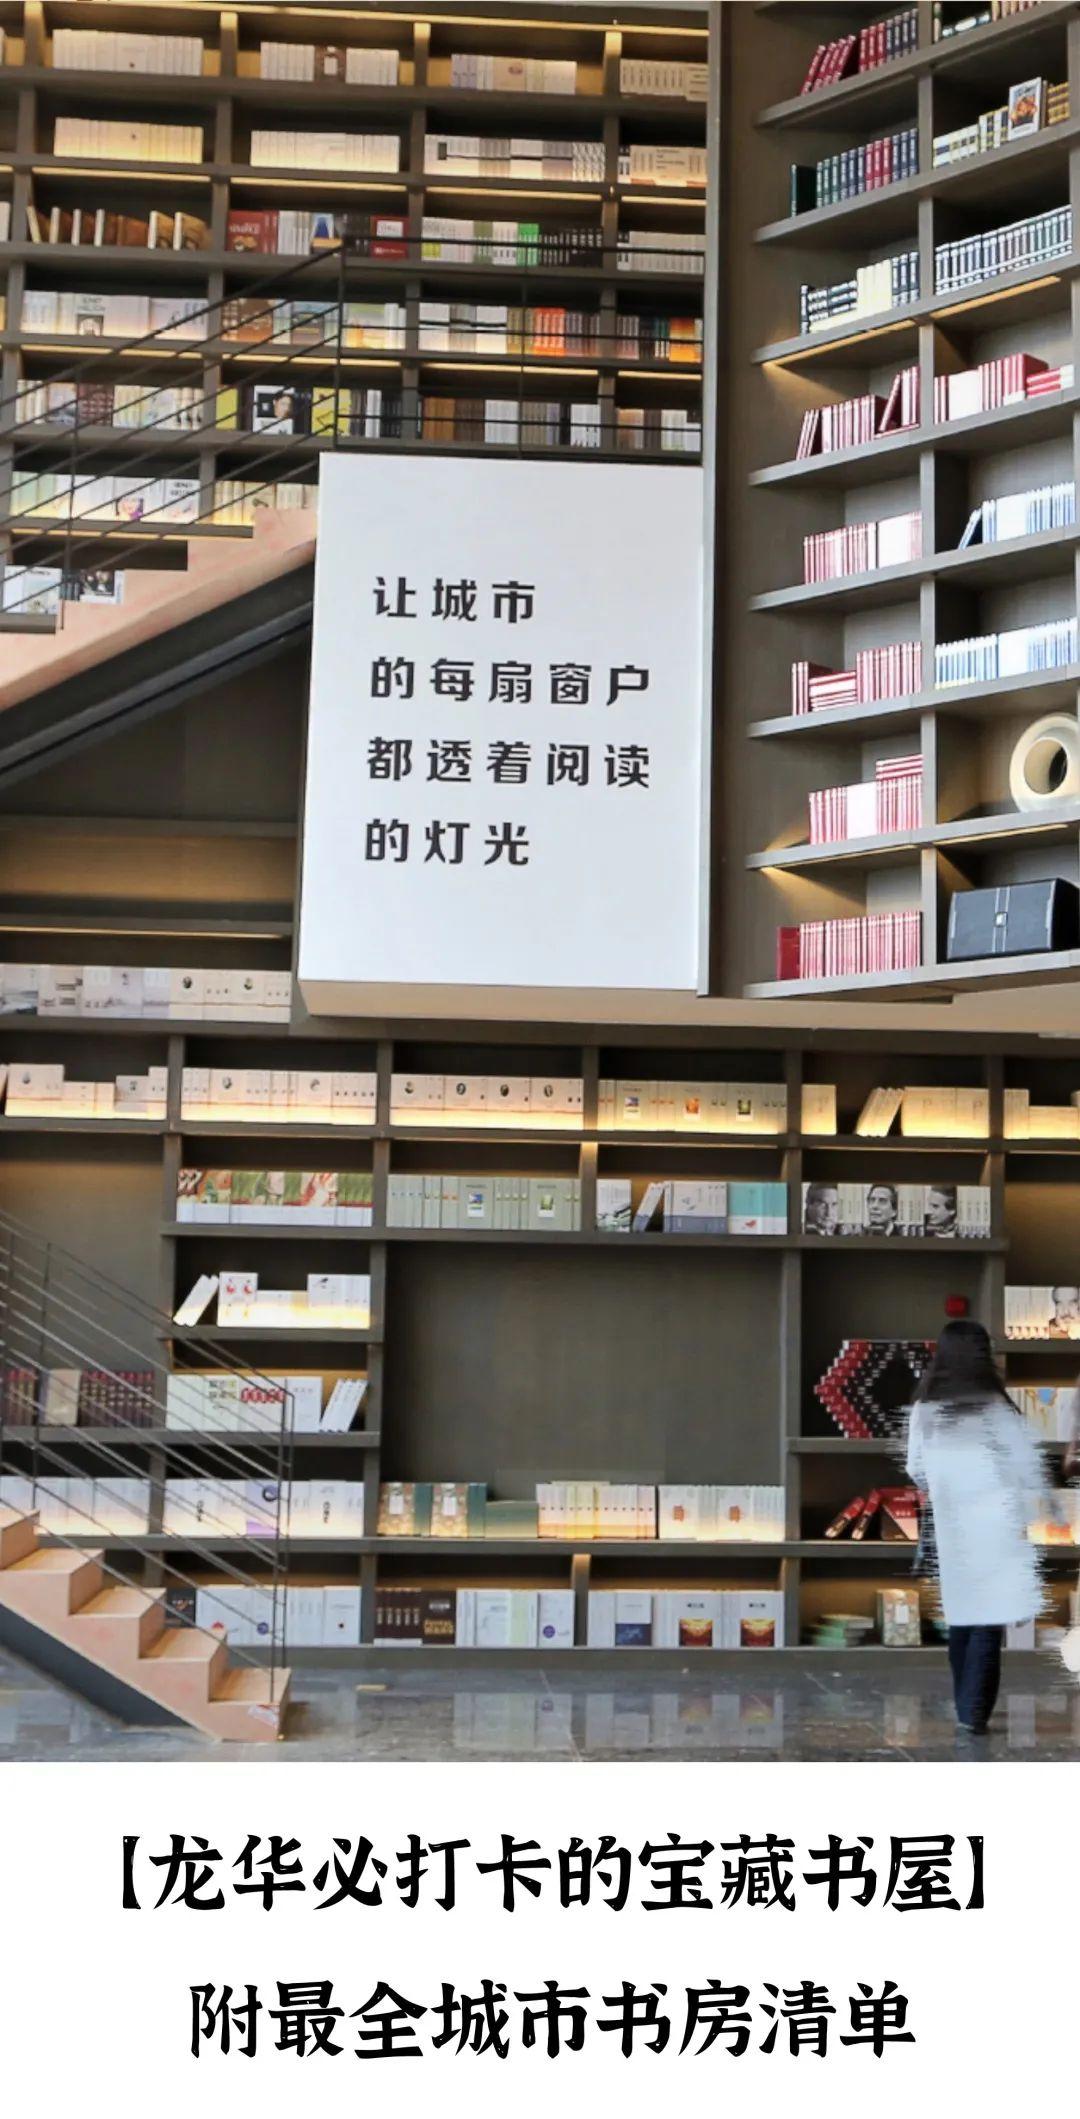 让城市
的每扇窗户
都透着阅读
的灯光
【龙华必打卡的宝藏书屋】
附最全城市书房清单